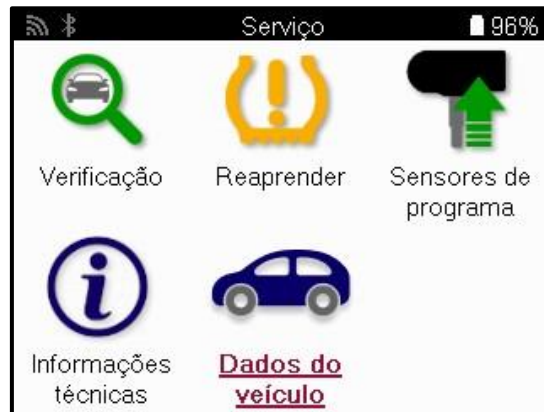 Serviço 96%
Verificação
Reaprender
Sensores de
programa
Informações
técnicas
Dados do
veículo